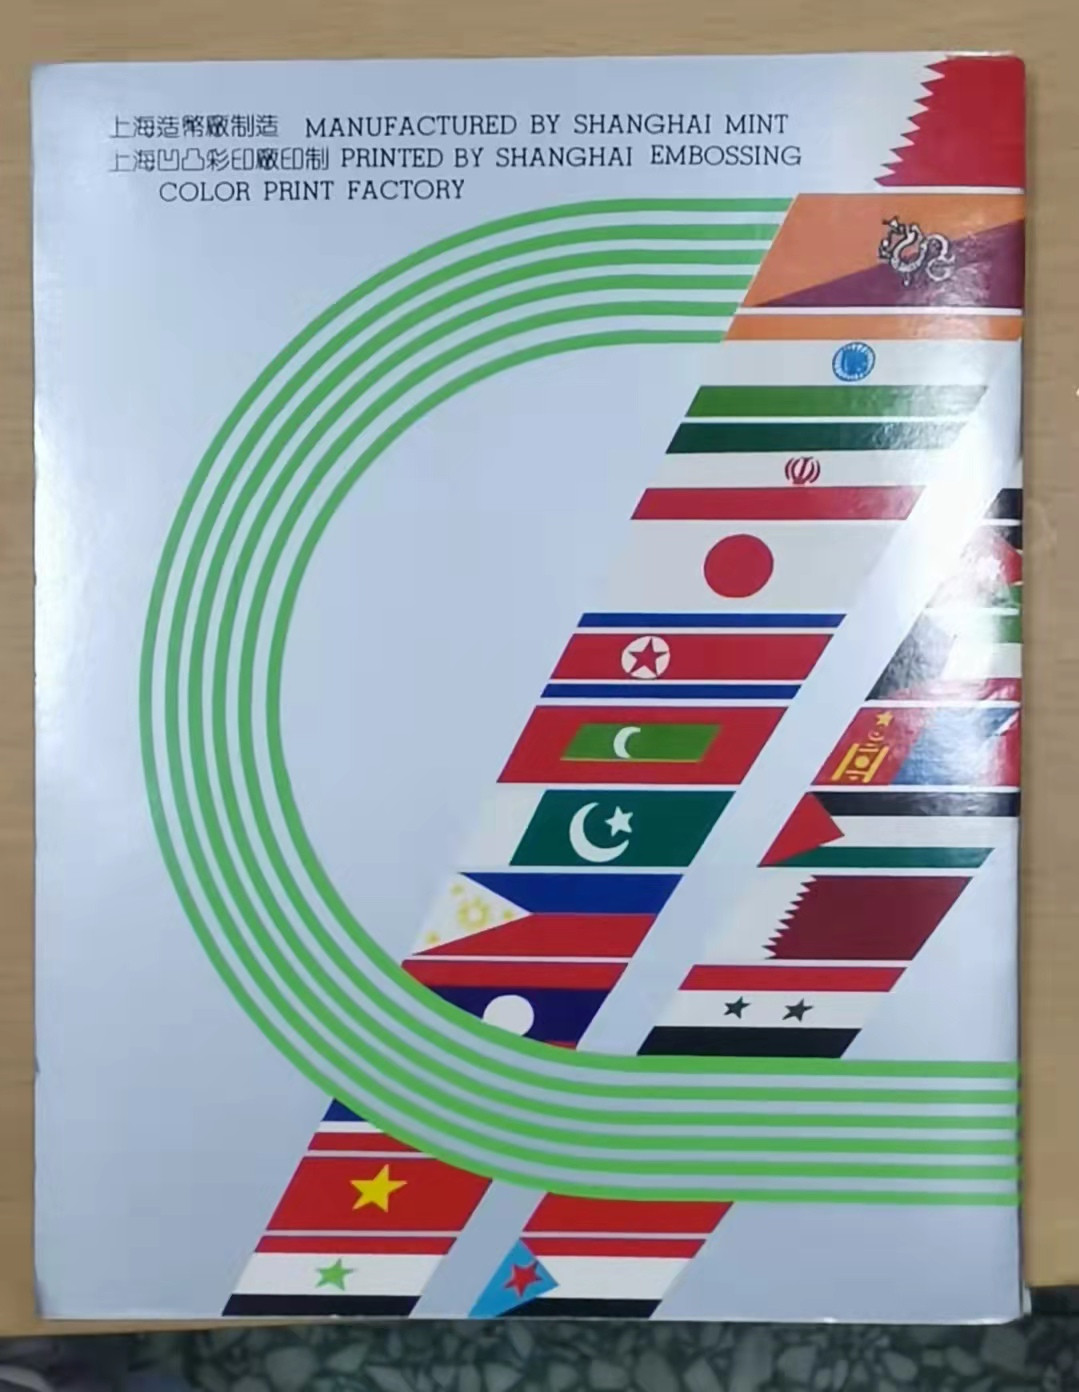 上海造幣廠制造 MANUFACTURED BY SHANGHAI MINT
上海凹凸彩印廠印制 PRINTED BY SHANGHAI EMBOSSING
COLOR PRINT FACTORY